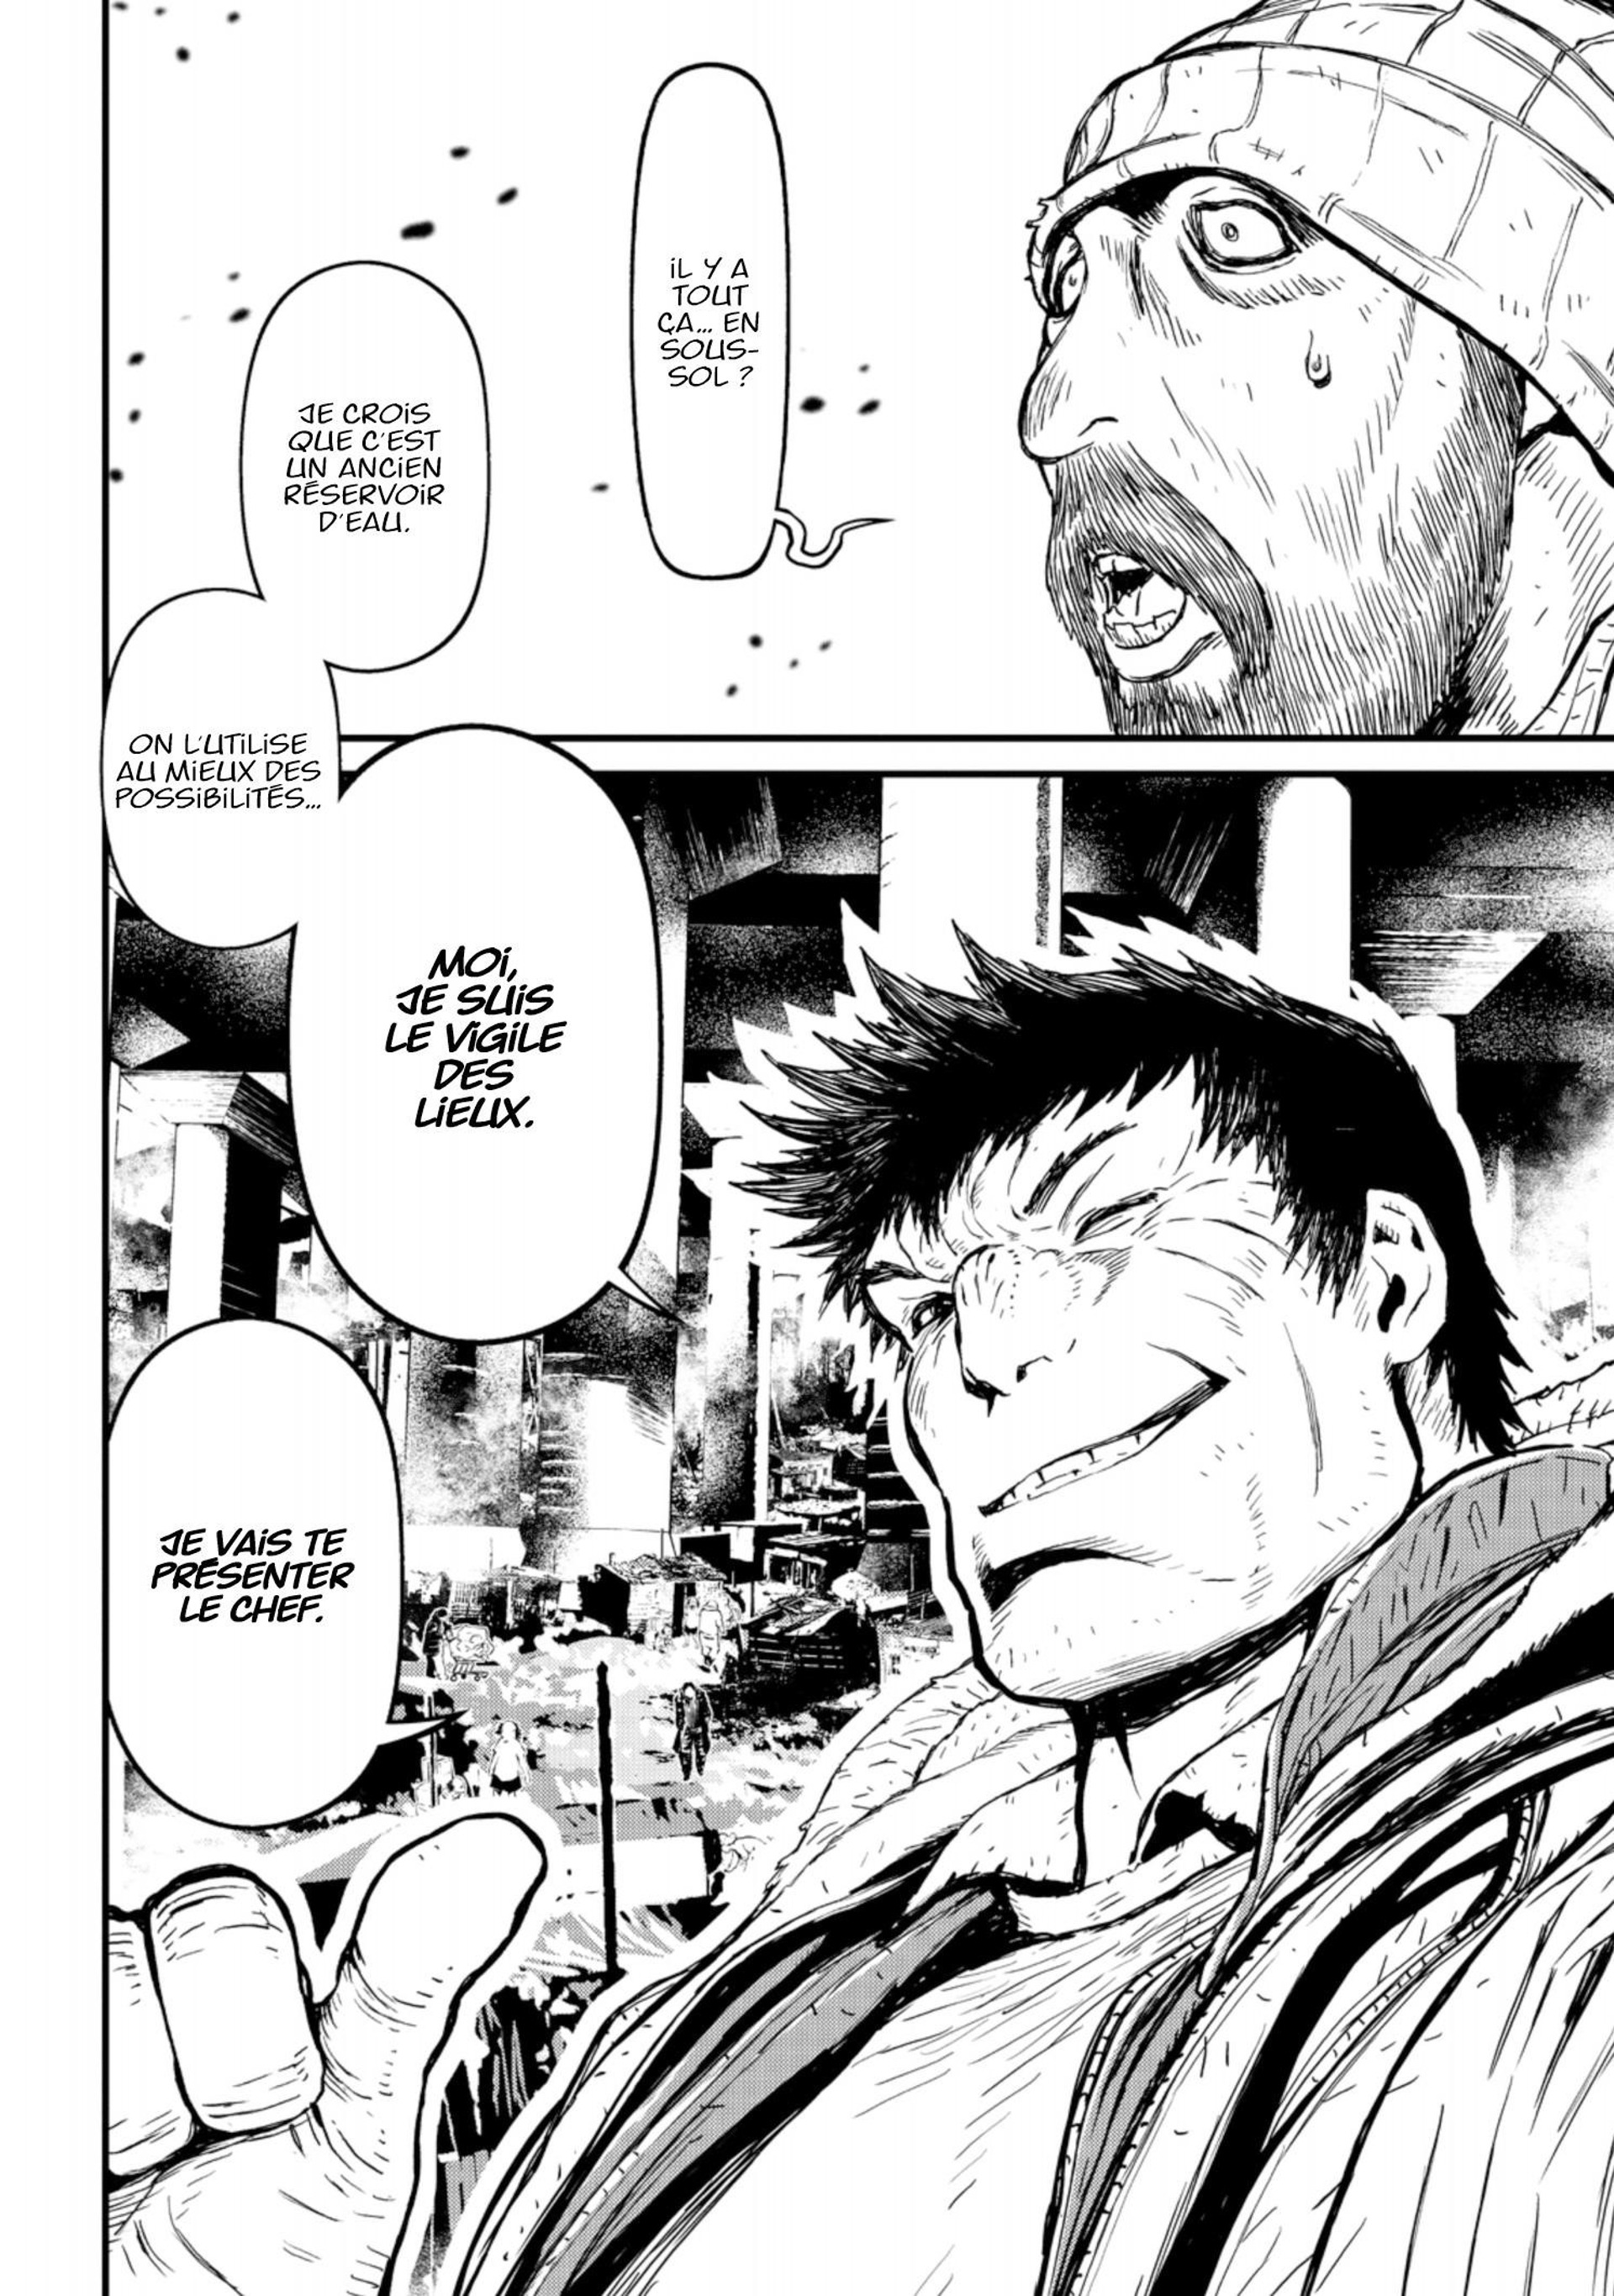 IL Y A
TOUT
ÇA... EN
SOUS-
SOL ?
JE CROIS
QUE C'EST
UN ANCIEN
RÉSERVOIR
D'EAU.
ON L'UTILISE
AU MIEUX DES
POSSIBILITÉS...
MOI,
JE SUIS
LE VIGILE
DES
LIEUX.
JE VAIS TE
PRÉSENTER
LE CHEF.